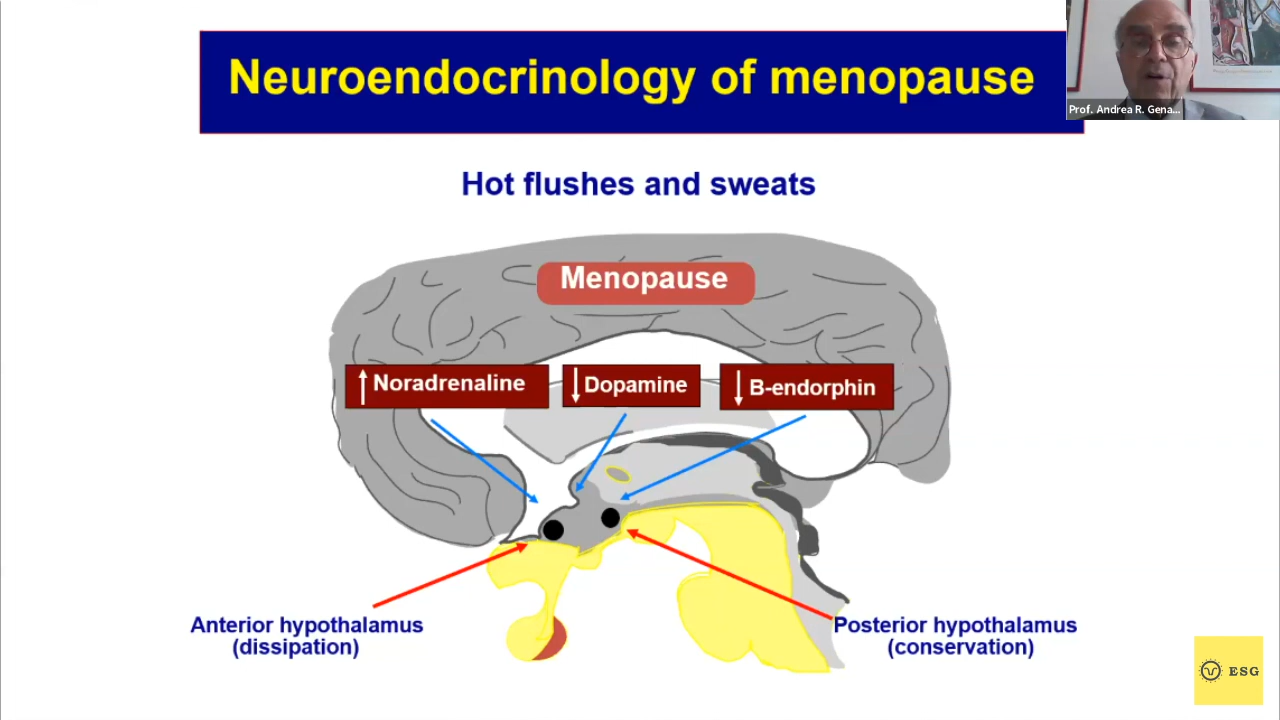 Neuroendocrinology of menopause
Prof. Andrea R. Gena...
Hot flushes and sweats
Menopause
↑ Noradrenaline
↓ Dopamine
↓ B-endorphin
Anterior hypothalamus
(dissipation)
Posterior hypothalamus
(conservation)
ESG